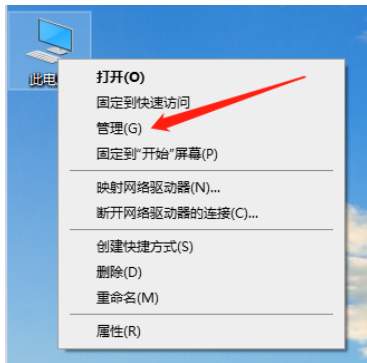 此电
打开(O)
固定到快速访问
管理(G)
固定到"开始"屏幕(P)
映射网络驱动器(N)...
断开网络驱动器的连接(C)...
创建快捷方式(S)
删除(D)
重命名(M)
属性(R)